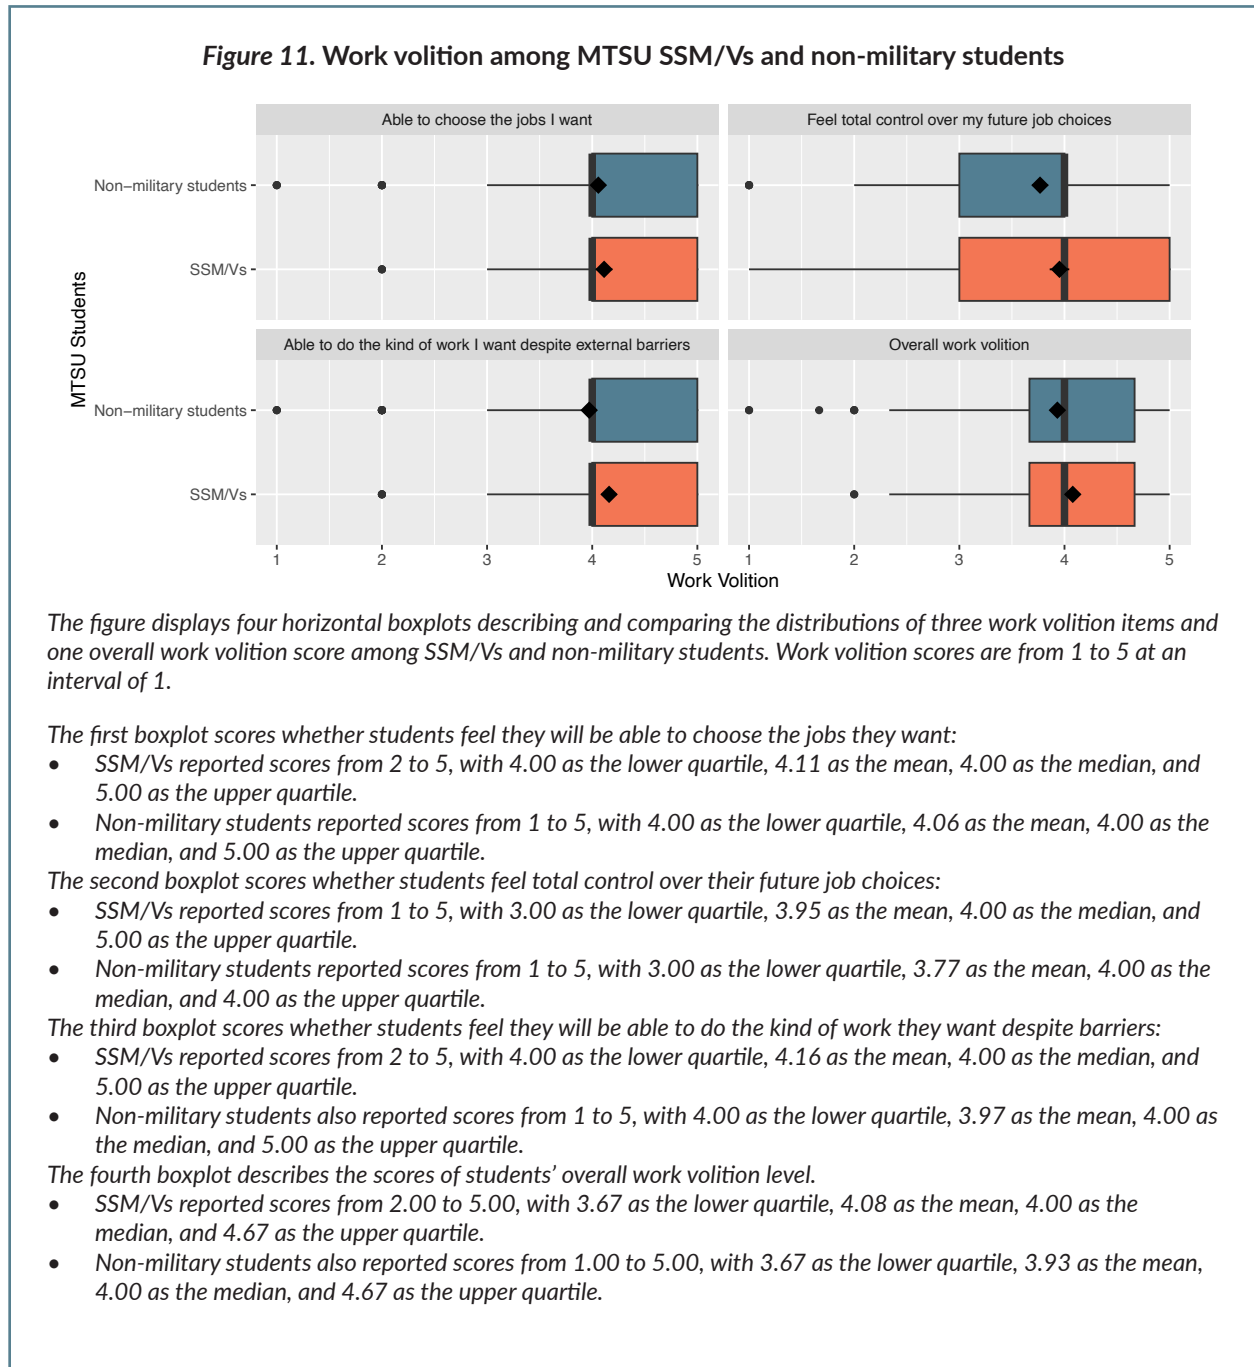 Figure 11. Work volition among MTSU SSM/Vs and non-military students
Able to choose the jobs I want
Feel total control over my future job choices
Non−military students
SSM/Vs
Able to do the kind of work I want despite external barriers
Overall work volition
Non−military students
SSM/Vs
MTSU Students
1 2 3 4 5 1 2 3 4 5
Work Volition
The figure displays four horizontal boxplots describing and comparing the distributions of three work volition items and
one overall work volition score among SSM/Vs and non-military students. Work volition scores are from 1 to 5 at an
interval of 1.
The first boxplot scores whether students feel they will be able to choose the jobs they want:
• SSM/Vs reported scores from 2 to 5, with 4.00 as the lower quartile, 4.11 as the mean, 4.00 as the median, and
5.00 as the upper quartile.
• Non-military students reported scores from 1 to 5, with 4.00 as the lower quartile, 4.06 as the mean, 4.00 as the
median, and 5.00 as the upper quartile.
The second boxplot scores whether students feel total control over their future job choices:
• SSM/Vs reported scores from 1 to 5, with 3.00 as the lower quartile, 3.95 as the mean, 4.00 as the median, and
5.00 as the upper quartile.
• Non-military students reported scores from 1 to 5, with 3.00 as the lower quartile, 3.77 as the mean, 4.00 as the
median, and 4.00 as the upper quartile.
The third boxplot scores whether students feel they will be able to do the kind of work they want despite barriers:
• SSM/Vs reported scores from 2 to 5, with 4.00 as the lower quartile, 4.16 as the mean, 4.00 as the median, and
5.00 as the upper quartile.
• Non-military students also reported scores from 1 to 5, with 4.00 as the lower quartile, 3.97 as the mean, 4.00 as
the median, and 5.00 as the upper quartile.
The fourth boxplot describes the scores of students’ overall work volition level.
• SSM/Vs reported scores from 2.00 to 5.00, with 3.67 as the lower quartile, 4.08 as the mean, 4.00 as the
median, and 4.67 as the upper quartile.
• Non-military students also reported scores from 1.00 to 5.00, with 3.67 as the lower quartile, 3.93 as the mean,
4.00 as the median, and 4.67 as the upper quartile.